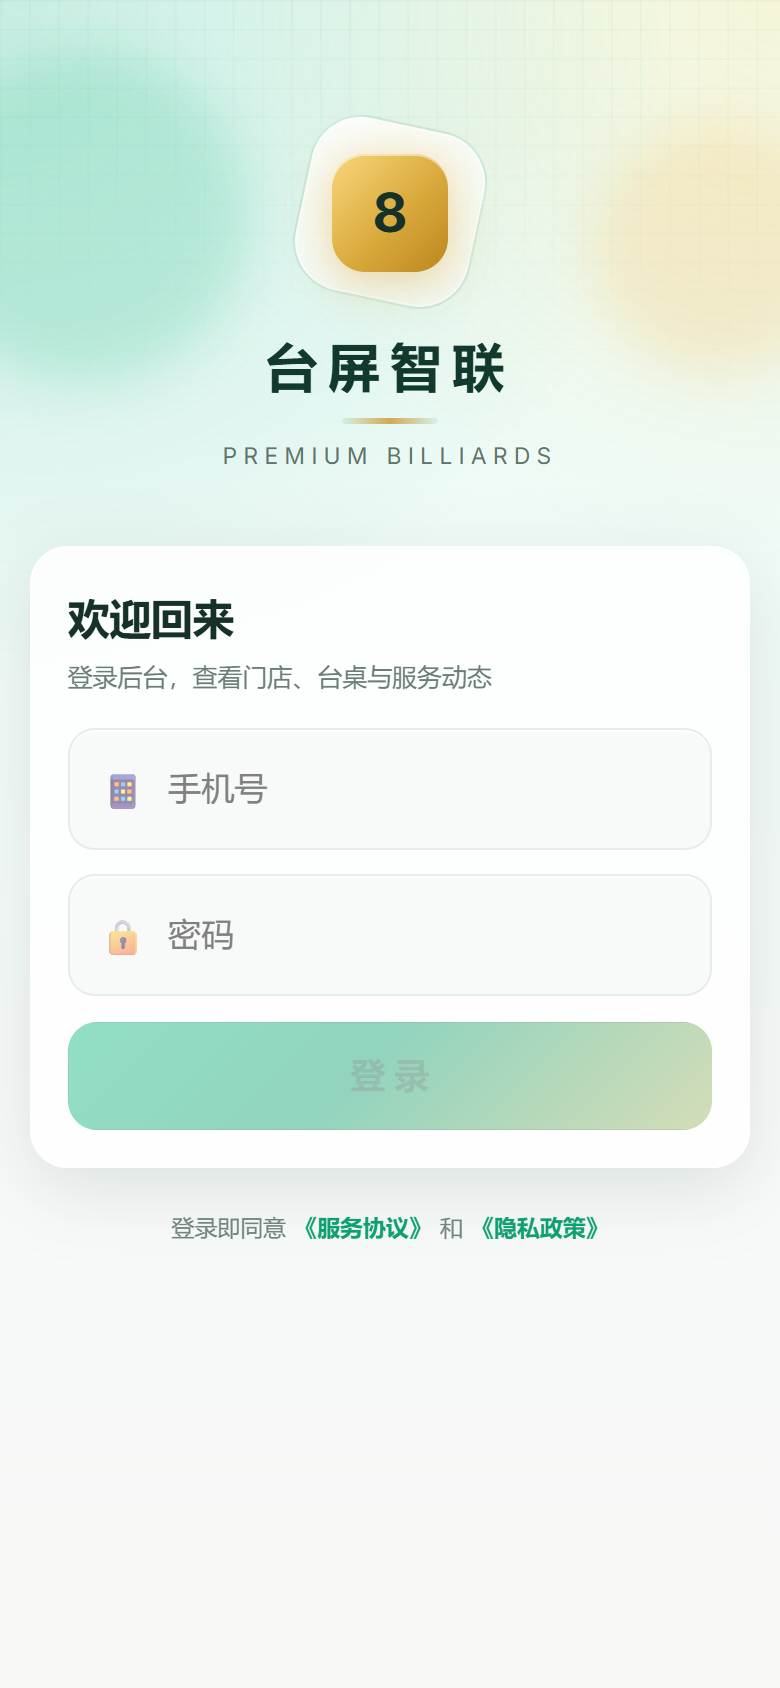 8
台屏智联
PREMIUM BILLIARDS
欢迎回来
登录后台，查看门店、台桌与服务动态
手机号
密码
登录
登录即同意 《服务协议》 和 《隐私政策》